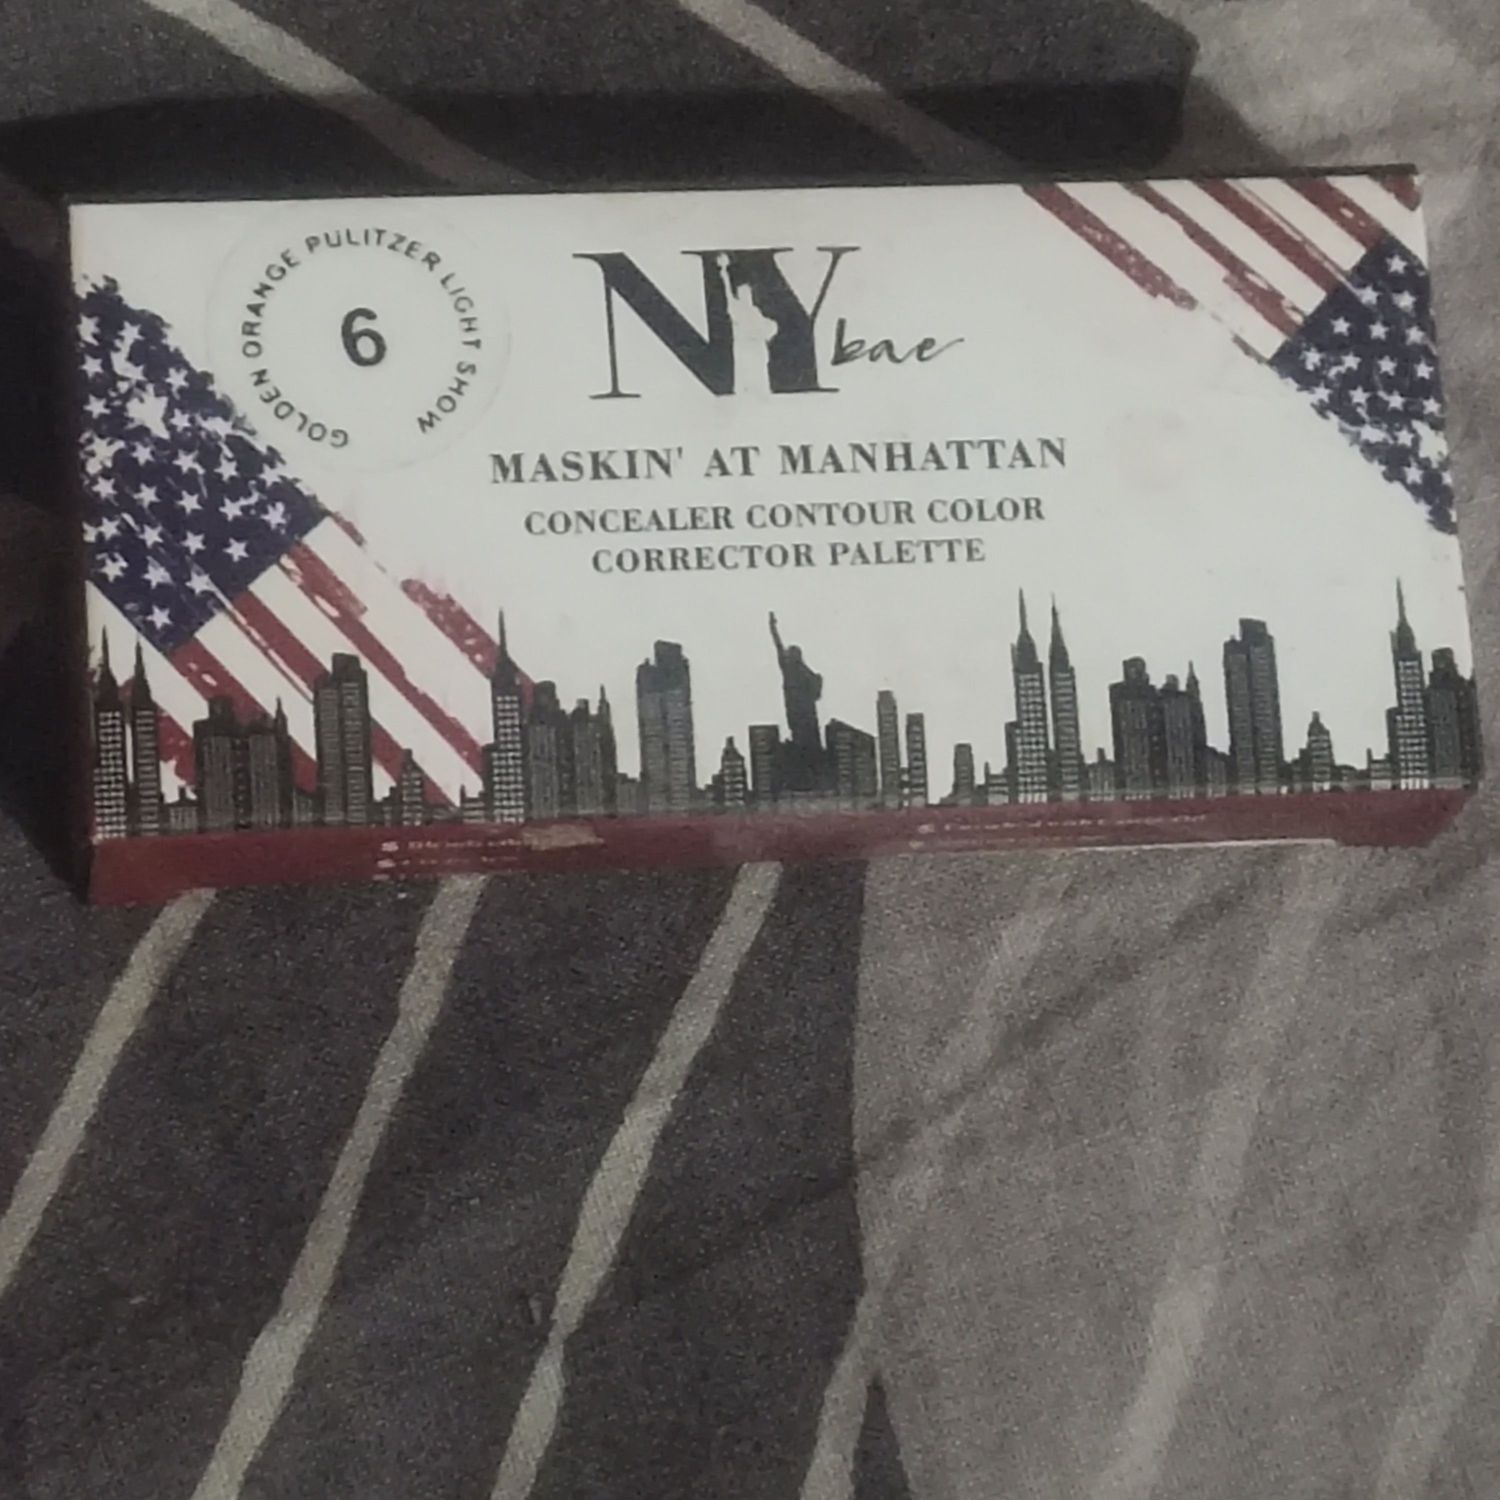 GOLDEN ORANGE PULITZER LIGHT SHOW
6
NY bae
MASKIN' AT MANHATTAN
CONCEALER CONTOUR COLOR
CORRECTOR PALETTE